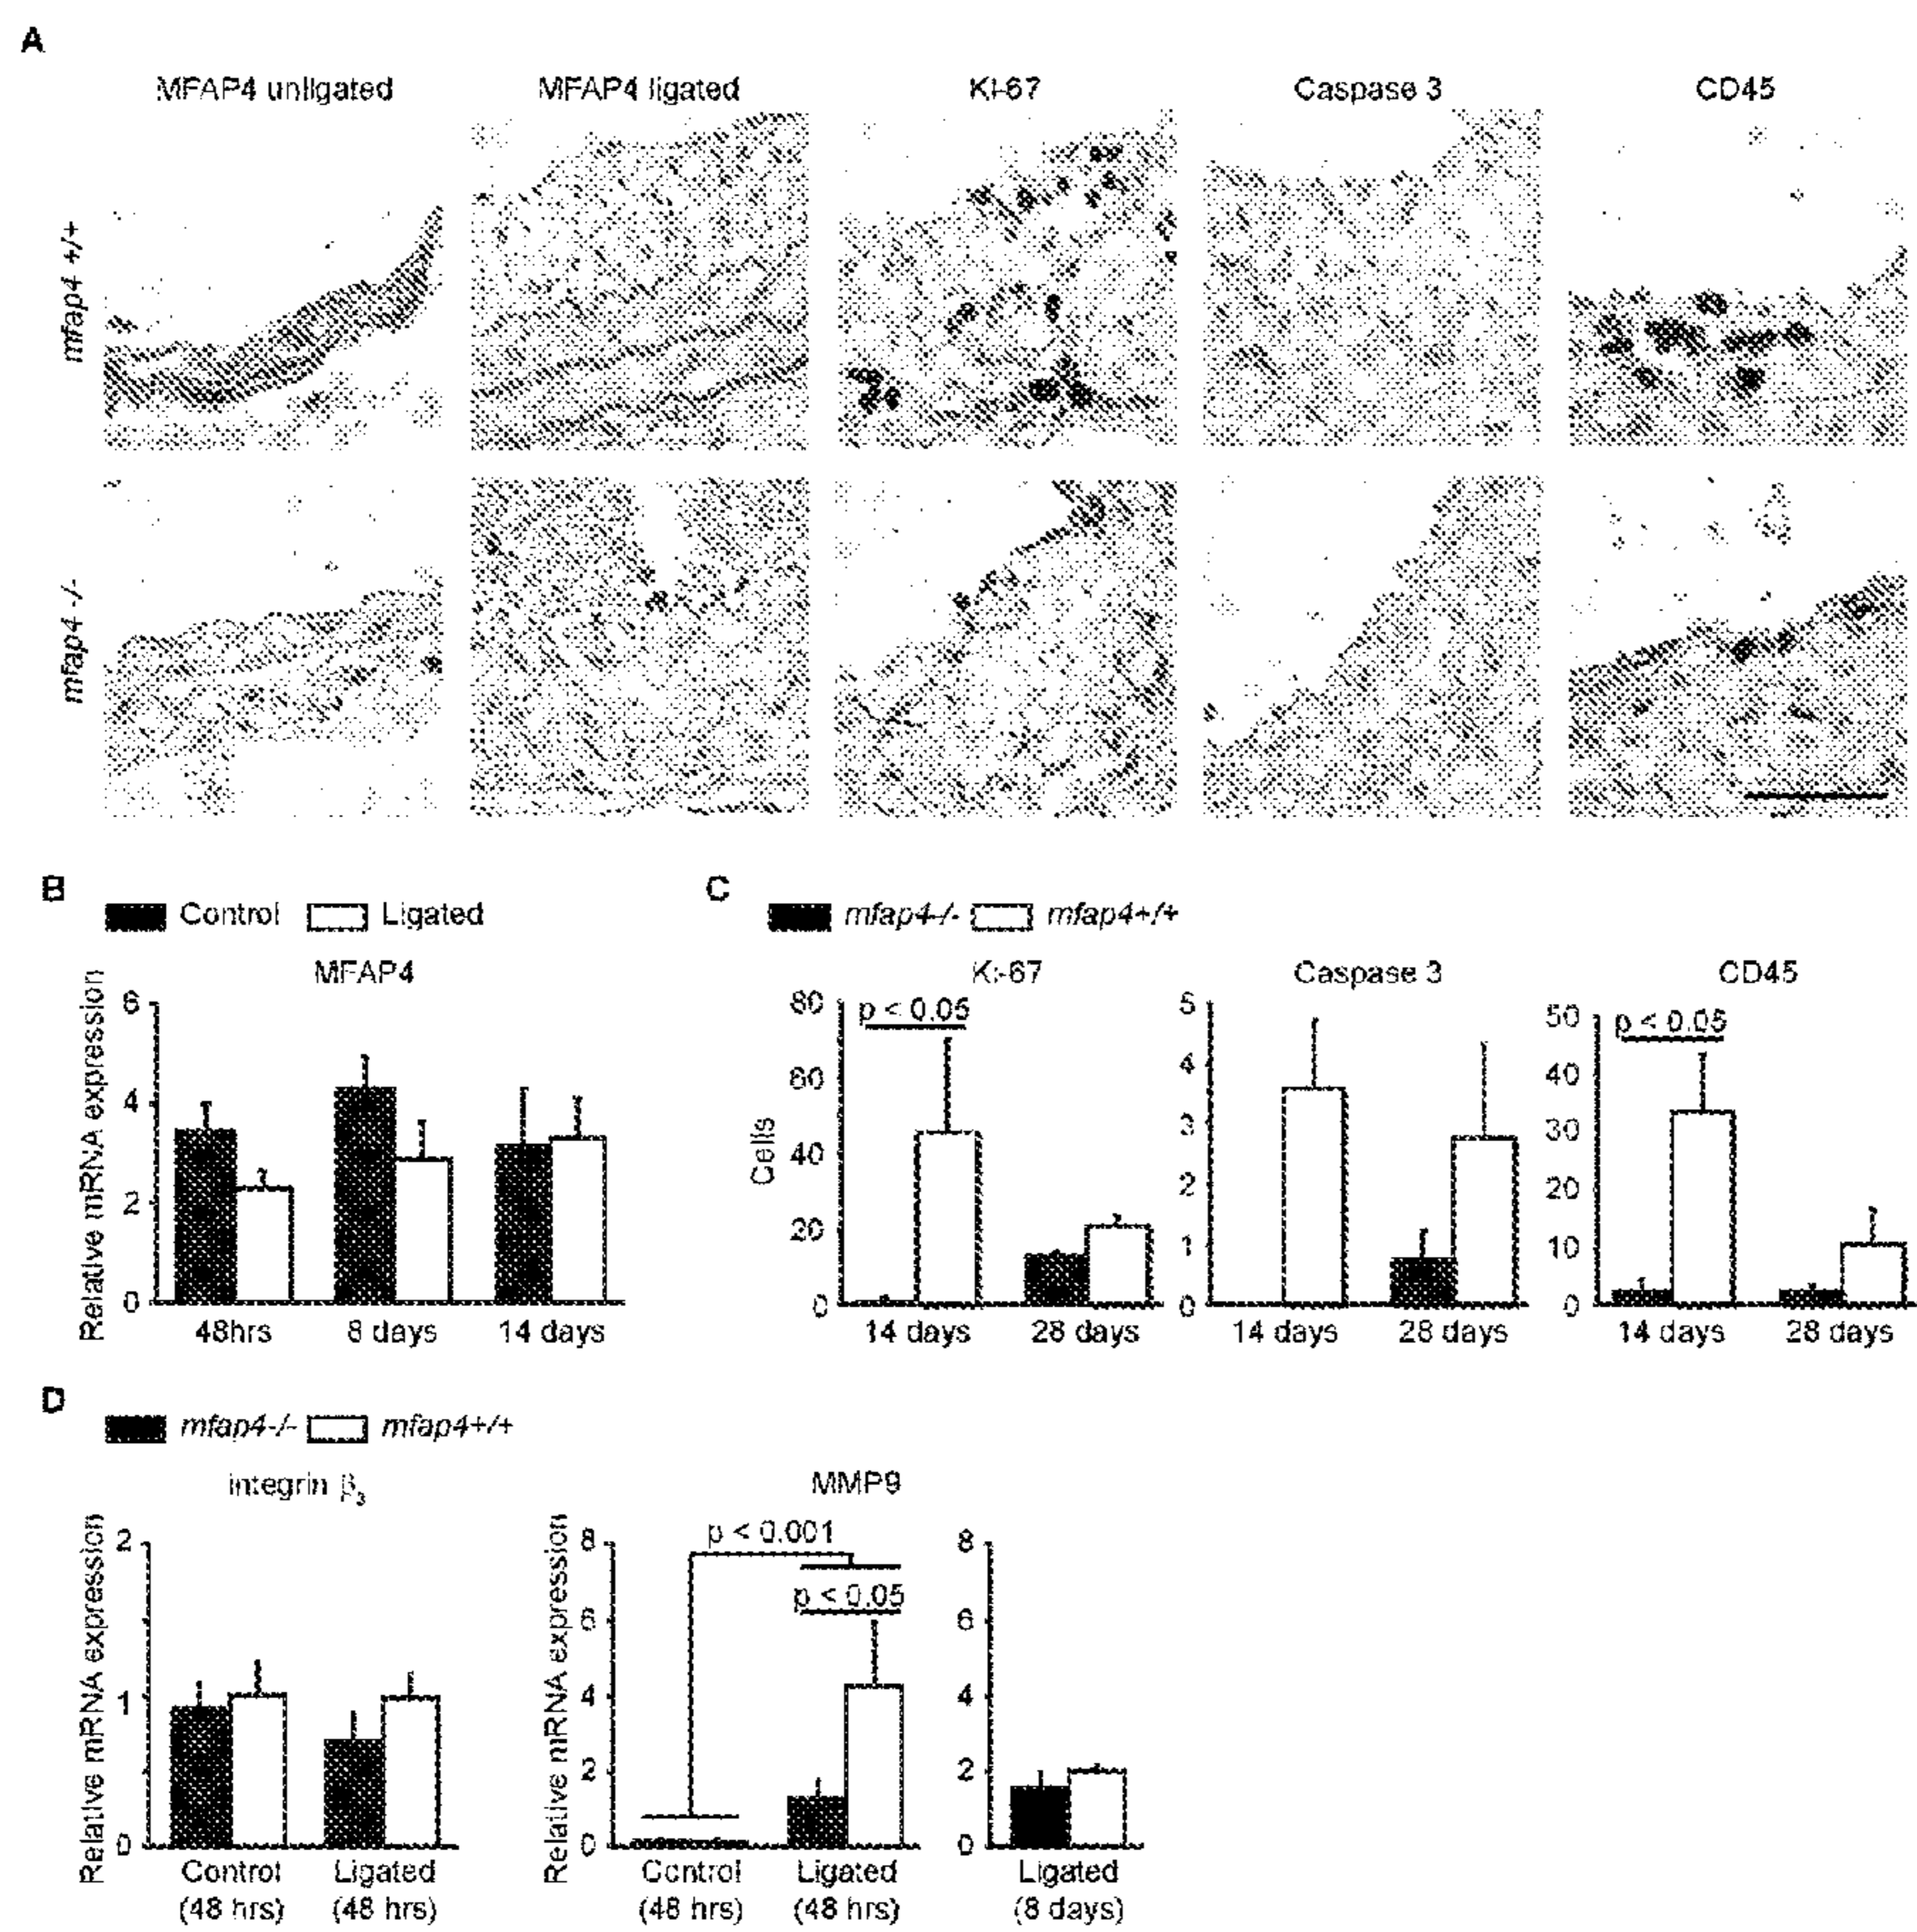 A
MFAP4 unligated
MFAP4 ligated
Ki-67
Caspase 3
CD45
mfap4 +/+
mfap4 -/-
B
Control
Ligated
MFAP4
Relative mRNA expression
6
4
2
0
48hrs
8 days
14 days
C
mfap4-/-
mfap4+/+
Ki-67
Cells
80
60
40
20
0
p < 0.05
14 days
28 days
Caspase 3
5
4
3
2
1
0
14 days
28 days
CD45
50
40
30
20
10
0
p < 0.05
14 days
28 days
D
mfap4-/-
mfap4+/+
integrin β₃
Relative mRNA expression
2
1
0
Control
(48 hrs)
Ligated
(48 hrs)
MMP9
Relative mRNA expression
8
6
4
2
0
p < 0.001
p < 0.05
Control
(48 hrs)
Ligated
(48 hrs)
8
6
4
2
0
Ligated
(8 days)